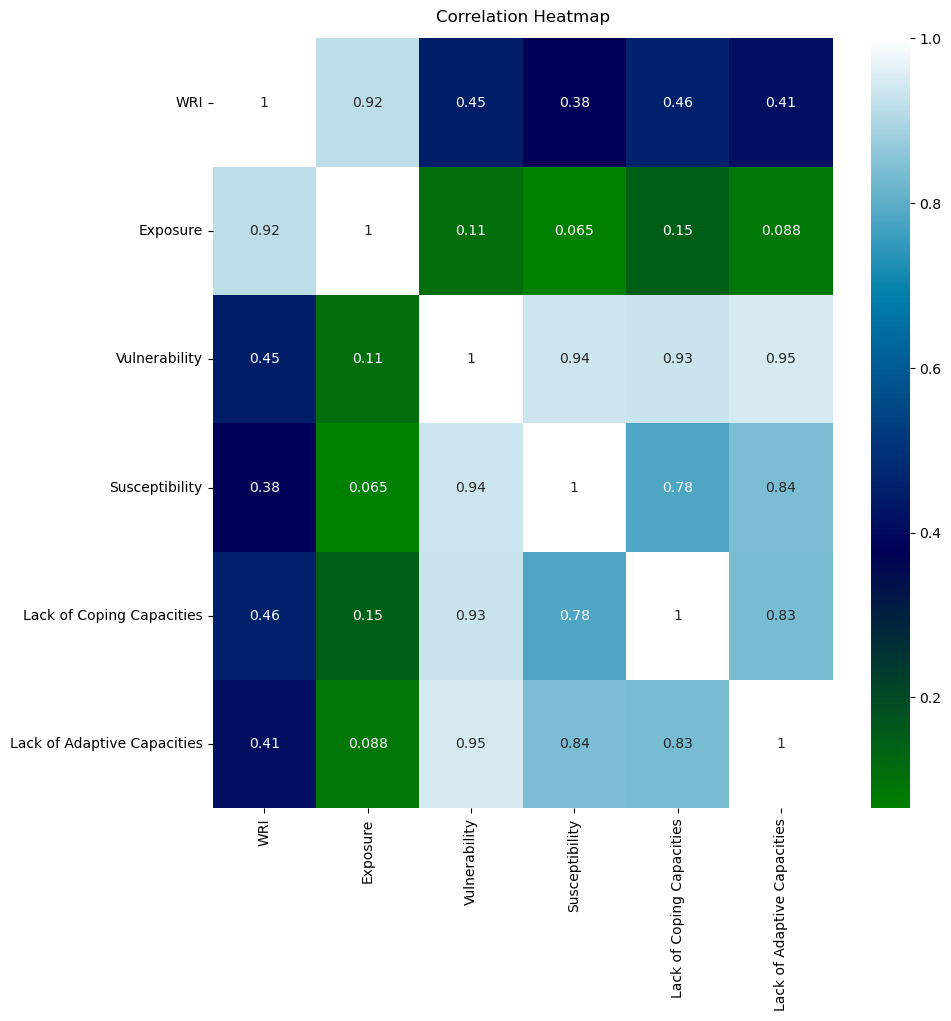 Correlation Heatmap
WRI
1 0.92 0.45 0.38 0.46 0.41
Exposure
0.92 1 0.11 0.065 0.15 0.088
Vulnerability
0.45 0.11 1 0.94 0.93 0.95
Susceptibility
0.38 0.065 0.94 1 0.78 0.84
Lack of Coping Capacities
0.46 0.15 0.93 0.78 1 0.83
Lack of Adaptive Capacities
0.41 0.088 0.95 0.84 0.83 1
WRI
Exposure
Vulnerability
Susceptibility
Lack of Coping Capacities
Lack of Adaptive Capacities
1.0
0.8
0.6
0.4
0.2